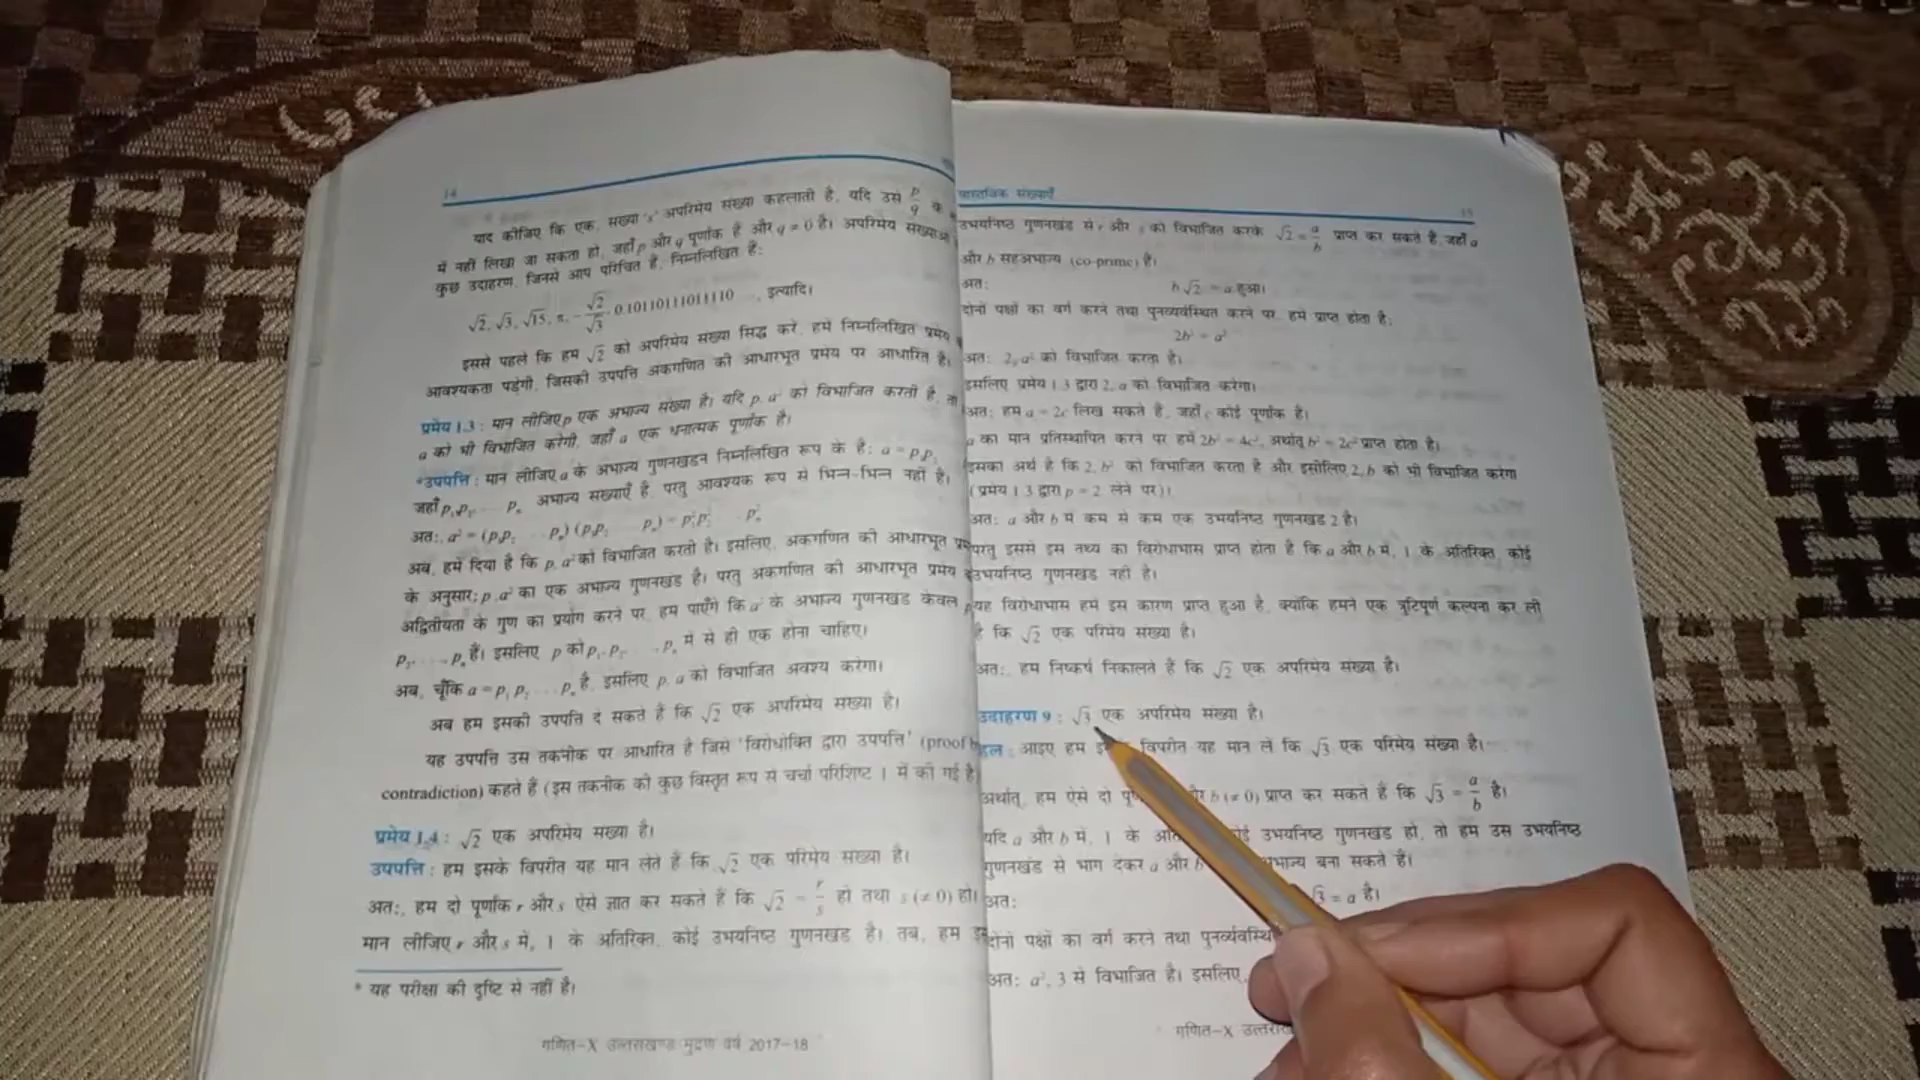 14
याद कीजिए कि एक, संख्या 's' अपरिमेय संख्या कहलाती है, यदि उसे p/q के
में नहीं लिखा जा सकता हो, जहाँ p और q पूर्णांक हैं और q ≠ 0 है। अपरिमेय संख्याओं
कुछ उदाहरण, जिनसे आप परिचित हैं, निम्नलिखित हैं:
√2, √3, √15, π, -√2/√3, 0.10110111011110 ..., इत्यादि।
इससे पहले कि हम √2 को अपरिमेय संख्या सिद्ध करें, हमें निम्नलिखित प्रमेय
आवश्यकता पड़ेगी, जिसकी उपपत्ति अंकगणित की आधारभूत प्रमेय पर आधारित है।
प्रमेय 1.3 : मान लीजिए p एक अभाज्य संख्या है। यदि p, a² को विभाजित करती है, तो
a को भी विभाजित करेगी, जहाँ a एक धनात्मक पूर्णांक है।
*उपपत्ति : मान लीजिए a के अभाज्य गुणनखंडन निम्नलिखित रूप के हैं : a = p₁p₂
जहाँ p₁,p₂, . . ., pₙ अभाज्य संख्याएँ हैं, परंतु आवश्यक रूप से भिन्न-भिन्न नहीं हैं।
अतः, a² = (p₁p₂ . . . pₙ) (p₁p₂ . . . pₙ) = p₁²p₂² . . . pₙ²
अब, हमें दिया है कि p, a² को विभाजित करती है। इसलिए, अंकगणित की आधारभूत
के अनुसार; p, a² का एक अभाज्य गुणनखंड है। परंतु अंकगणित की आधारभूत प्रमेय
अद्वितीयता के गुण का प्रयोग करने पर, हम पाएँगे कि a² के अभाज्य गुणनखंड केवल p₁
p₂, . . ., pₙ हैं। इसलिए p को p₁, p₂, . . ., pₙ में से ही एक होना चाहिए।
अब, चूँकि a = p₁ p₂ . . . pₙ है, इसलिए p, a को विभाजित अवश्य करेगा।
अब हम इसकी उपपत्ति दे सकते हैं कि √2 एक अपरिमेय संख्या है।
यह उपपत्ति उस तकनीक पर आधारित है जिसे 'विरोधोक्ति द्वारा उपपत्ति' (proof b
contradiction) कहते हैं (इस तकनीक की कुछ विस्तृत रूप से चर्चा परिशिष्ट 1 में की गई है
प्रमेय 1.4 : √2 एक अपरिमेय संख्या है।
उपपत्ति : हम इसके विपरीत यह मान लेते हैं कि √2 एक परिमेय संख्या है।
अतः, हम दो पूर्णांक r और s ऐसे ज्ञात कर सकते हैं कि √2 = r/s हो तथा s (≠ 0) हो।
मान लीजिए r और s में, 1 के अतिरिक्त, कोई उभयनिष्ठ गुणनखंड है। तब, हम इस
* यह परीक्षा की दृष्टि से नहीं है।
गणित-X उत्तराखण्ड मुद्रण वर्ष 2017-18
वास्तविक संख्याएँ
15
उभयनिष्ठ गुणनखंड से r और s को विभाजित करके √2 = a/b प्राप्त कर सकते हैं, जहाँ a
और b सहअभाज्य (co-prime) हैं।
अतः b√2 = a हुआ।
दोनों पक्षों का वर्ग करने तथा पुनर्व्यवस्थित करने पर, हमें प्राप्त होता है:
2b² = a²
अतः 2, a² को विभाजित करता है।
इसलिए प्रमेय 1.3 द्वारा 2, a को विभाजित करेगा।
अतः हम a = 2c लिख सकते हैं, जहाँ c कोई पूर्णांक है।
a का मान प्रतिस्थापित करने पर हमें 2b² = 4c², अर्थात् b² = 2c² प्राप्त होता है।
इसका अर्थ है कि 2, b² को विभाजित करता है और इसीलिए 2, b को भी विभाजित करेगा
(प्रमेय 1.3 द्वारा p = 2 लेने पर)।
अतः a और b में कम से कम एक उभयनिष्ठ गुणनखंड 2 है।
परंतु इससे इस तथ्य का विरोधाभास प्राप्त होता है कि a और b में, 1 के अतिरिक्त, कोई
उभयनिष्ठ गुणनखंड नहीं है।
यह विरोधाभास हमें इस कारण प्राप्त हुआ है, क्योंकि हमने एक त्रुटिपूर्ण कल्पना कर ली
है कि √2 एक परिमेय संख्या है।
अतः, हम निष्कर्ष निकालते हैं कि √2 एक अपरिमेय संख्या है।
उदाहरण 9 : √3 एक अपरिमेय संख्या है।
हल : आइए हम विपरीत यह मान लें कि √3 एक परिमेय संख्या है।
अर्थात्, हम ऐसे दो और b (≠ 0) प्राप्त कर सकते हैं कि √3 = a/b है।
यदि a और b में, 1 के कोई उभयनिष्ठ गुणनखंड हो, तो हम उस उभयनिष्ठ
गुणनखंड से भाग देकर a और b बना सकते हैं।
अतः √3 = a है।
दोनों पक्षों का वर्ग करने तथा
अतः a², 3 से विभाजित है। इसलिए,
गणित-X